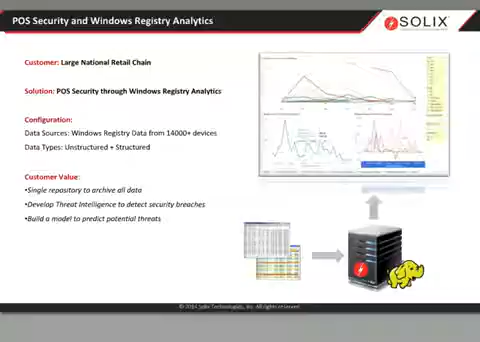 POS Security and Windows Registry Analytics
SOLIX™
Customer: Large National Retail Chain
Solution: POS Security through Windows Registry Analytics
Configuration:
Data Sources: Windows Registry Data from 14000+ devices
Data Types: Unstructured + Structured
Customer Value:
•Single repository to archive all data
•Develop Threat Intelligence to detect security breaches
•Build a model to predict potential threats
© 2014 Solix Technologies, Inc. All rights reserved.